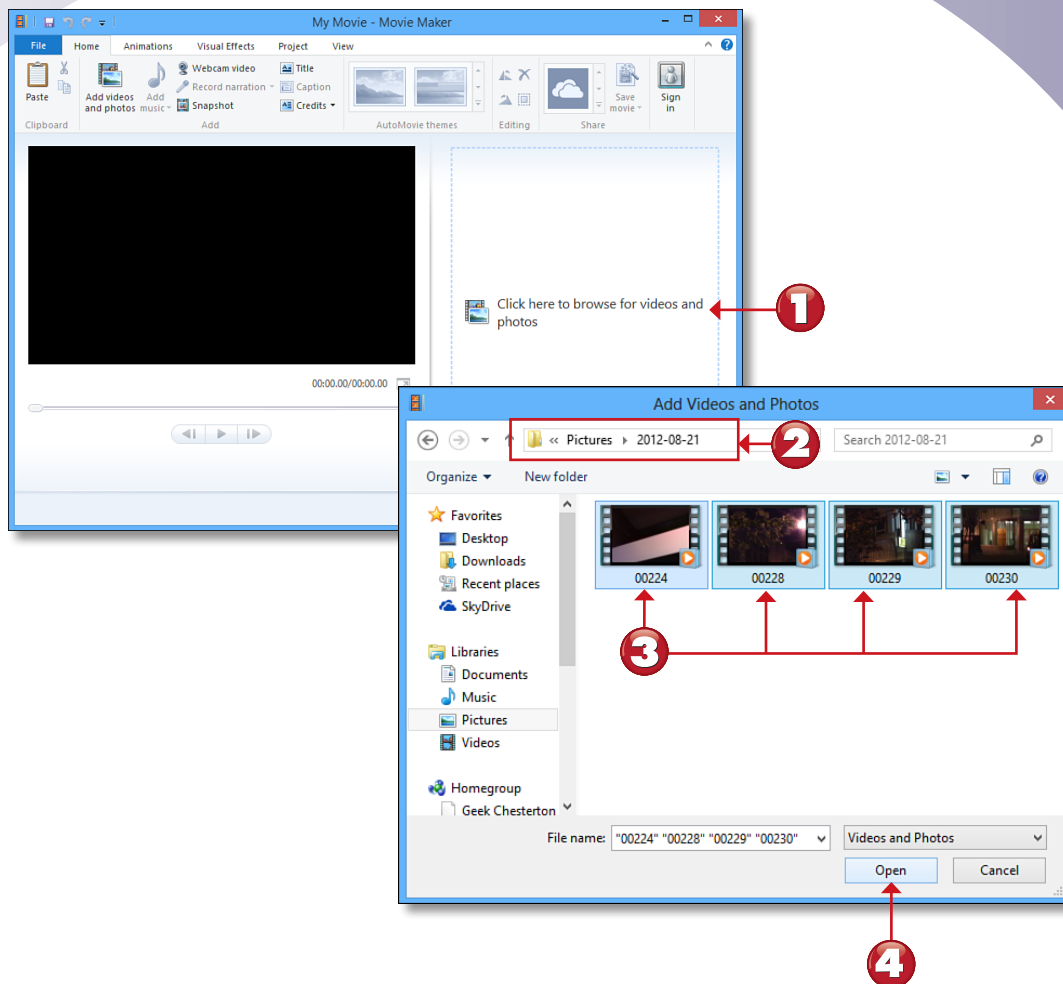 My Movie - Movie Maker
File Home Animations Visual Effects Project View
Paste
Clipboard
Add videos and photos
Add music
Webcam video
Record narration
Snapshot
Title
Caption
Credits
Add
AutoMovie themes
Editing
Save movie
Share
Sign in
Click here to browse for videos and
photos
1
00:00.00/00:00.00
Add Videos and Photos
« Pictures 2012-08-21
2
Search 2012-08-21
Organize New folder
Favorites
Desktop
Downloads
Recent places
SkyDrive
Libraries
Documents
Music
Pictures
Videos
Homegroup
Geek Chesterton
00224 00228 00229 00230
3
File name: "00224" "00228" "00229" "00230"
Videos and Photos
Open Cancel
4